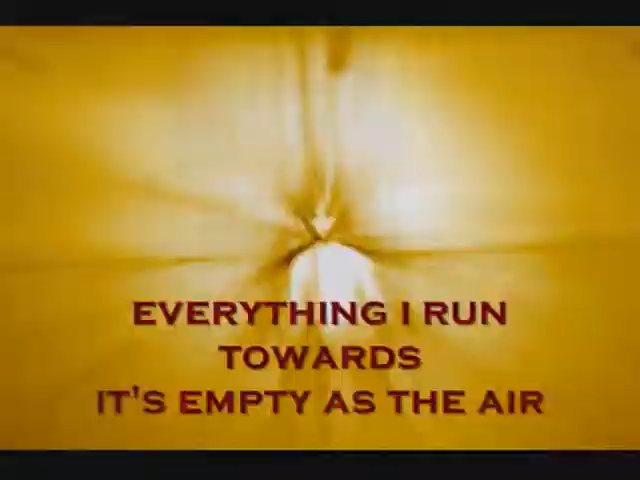 EVERYTHING I RUN
TOWARDS
IT'S EMPTY AS THE AIR